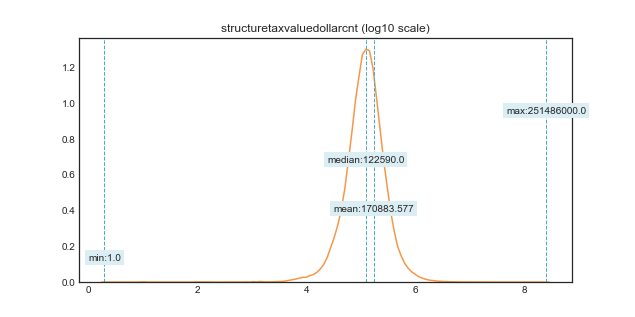 structuretaxvaluedollarcnt (log10 scale)
1.2
1.0
max:251486000.0
0.8
median:122590.0
0.6
0.4
mean:170883.577
0.2
min:1.0
0.0
0 2 4 6 8